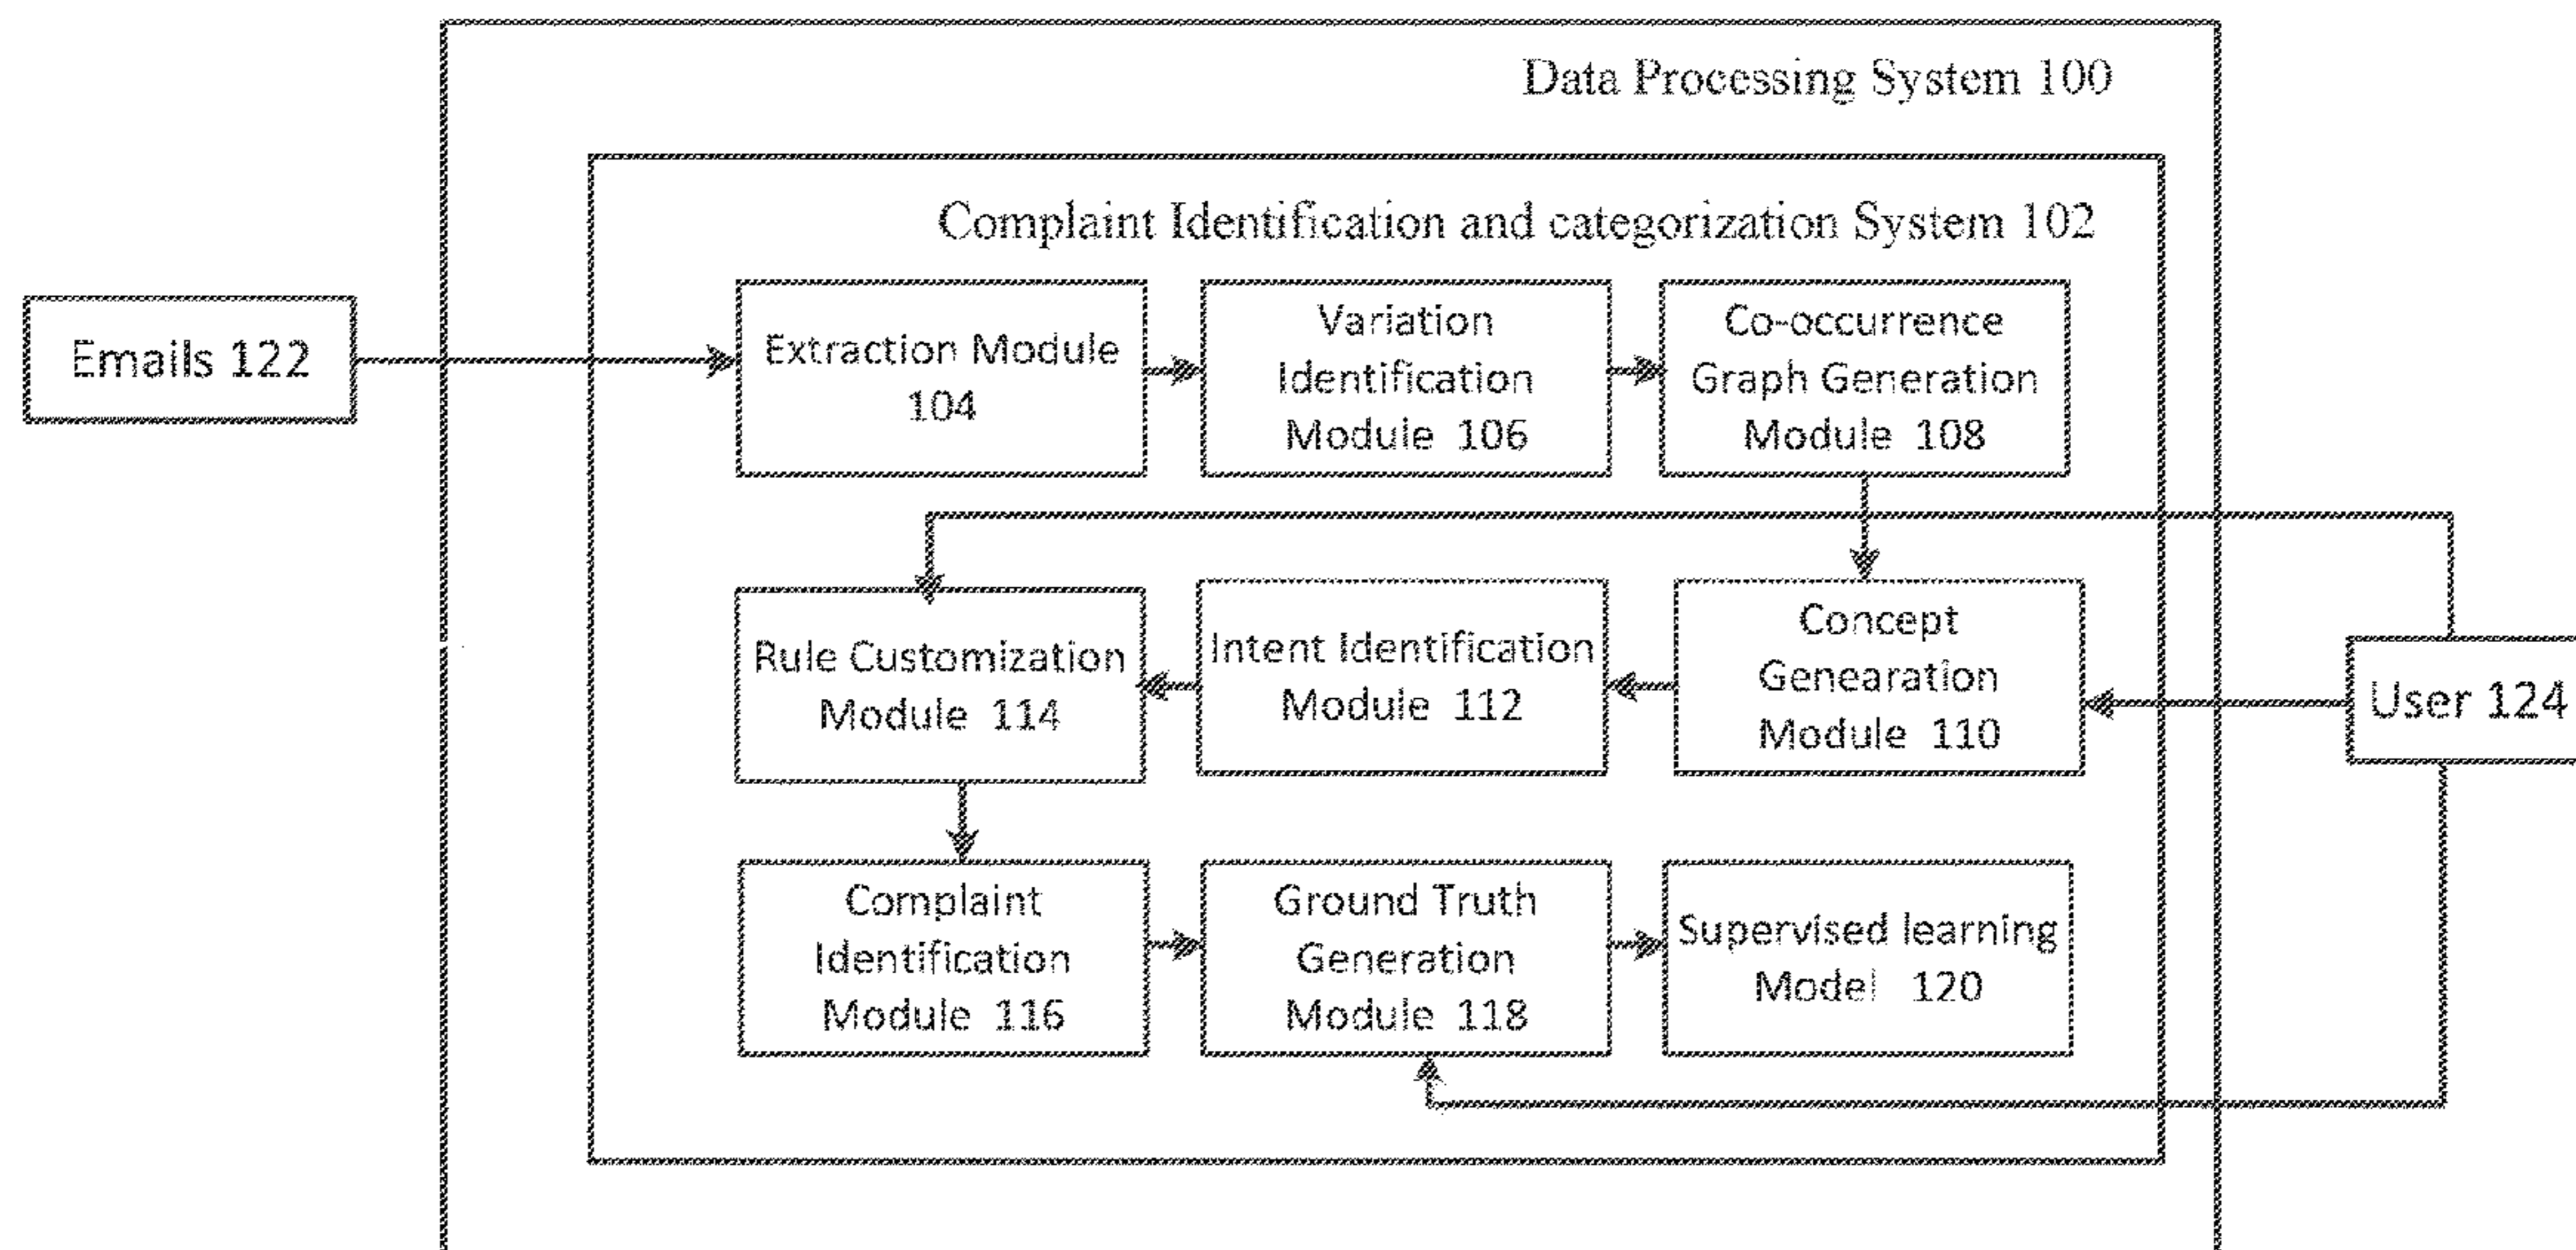 Data Processing System 100
Complaint Identification and categorization System 102
Emails 122
Extraction Module
104
Variation
Identification
Module 106
Co-occurrence
Graph Generation
Module 108
Rule Customization
Module 114
Intent Identification
Module 112
Concept
Genearation
Module 110
User 124
Complaint
Identification
Module 116
Ground Truth
Generation
Module 118
Supervised learning
Model 120